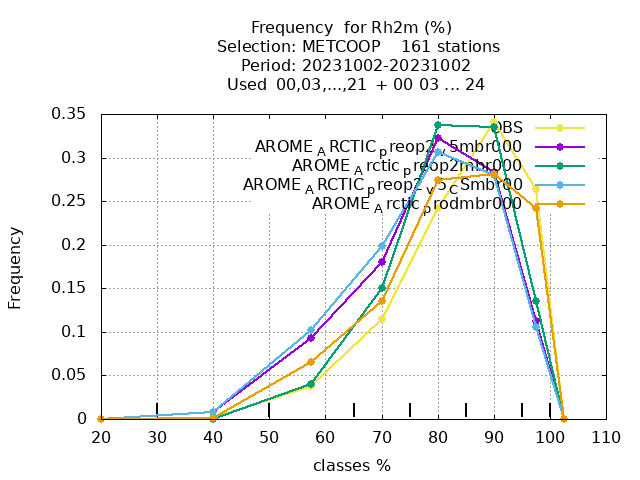 Frequency for Rh2m (%)
Selection: METCOOP 161 stations
Period: 20231002-20231002
Used 00,03,...,21 + 00 03 ... 24
0.35
0.3
0.25
0.2
0.15
0.1
0.05
0
Frequency
OBS
AROME_ARCTIC_preop2_v5mbr000
AROME_Arctic_preop2mbr000
AROME_ARCTIC_preop2_v5_CSmbr00
AROME_Arctic_prodmbr000
20 30 40 50 60 70 80 90 100 110
classes %